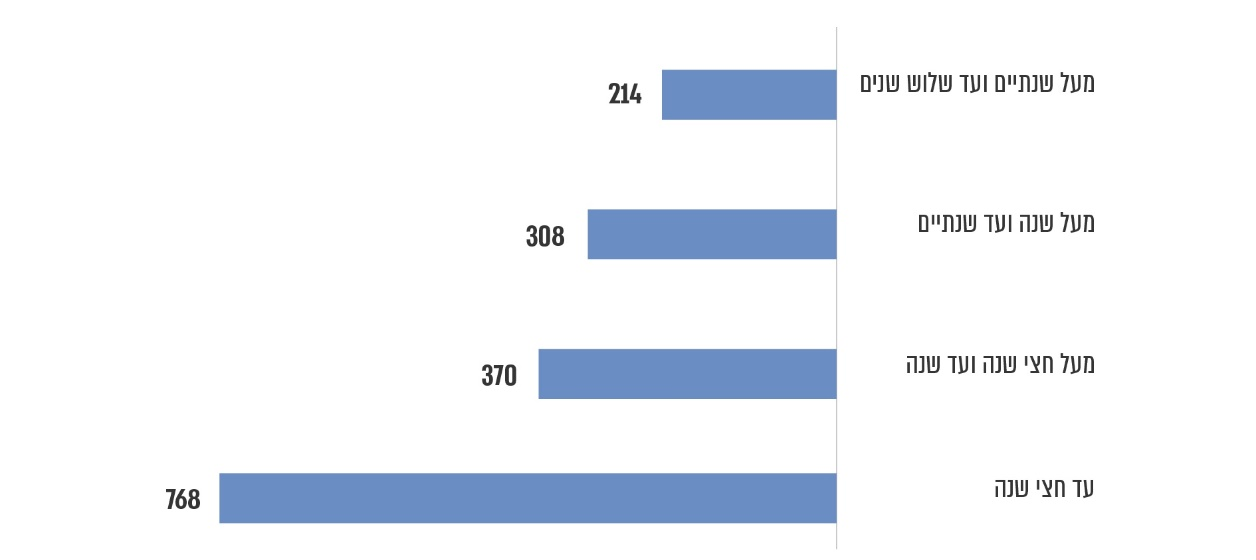 מעל שנתיים ועד שלוש שנים
214
מעל שנה ועד שנתיים
308
מעל חצי שנה ועד שנה
370
עד חצי שנה
768